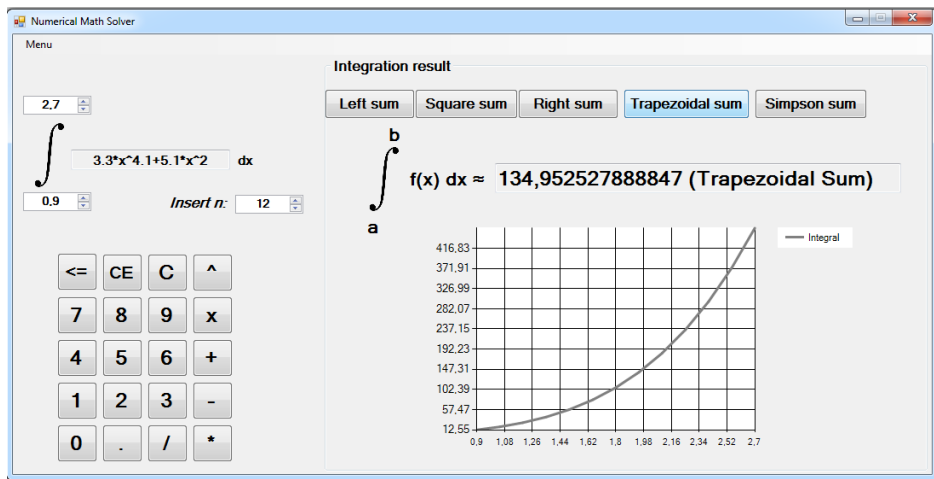 Numerical Math Solver
Menu
Integration result
Left sum Square sum Right sum Trapezoidal sum Simpson sum
2,7
3.3*x^4.1+5.1*x^2 dx
0,9 Insert n: 12
b
f(x) dx ≈ 134,952527888847 (Trapezoidal Sum)
a
<= CE C ^
7 8 9 x
4 5 6 +
1 2 3 -
0 . / *
Integral
416,83
371,91
326,99
282,07
237,15
192,23
147,31
102,39
57,47
12,55
0,9 1,08 1,26 1,44 1,62 1,8 1,98 2,16 2,34 2,52 2,7